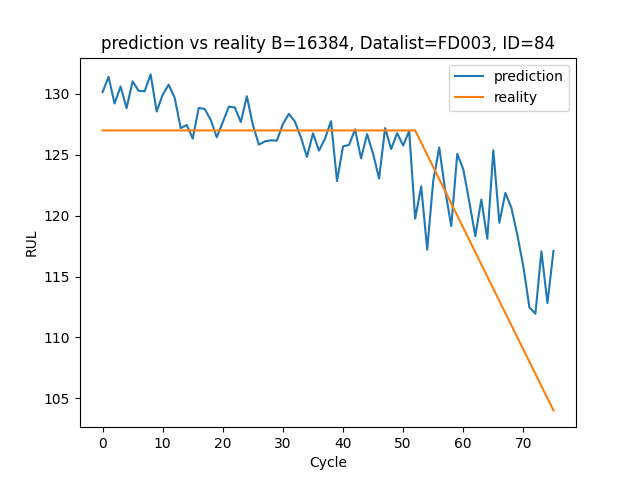 prediction vs reality B=16384, Datalist=FD003, ID=84
prediction
reality
RUL
130
125
120
115
110
105
0 10 20 30 40 50 60 70
Cycle